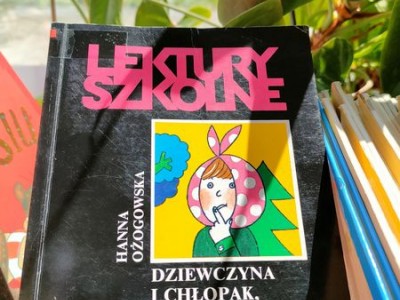 LEKTURY
SZKOLNE
HANNA
OŻOGOWSKA
DZIEWCZYNA
I CHŁOPAK,